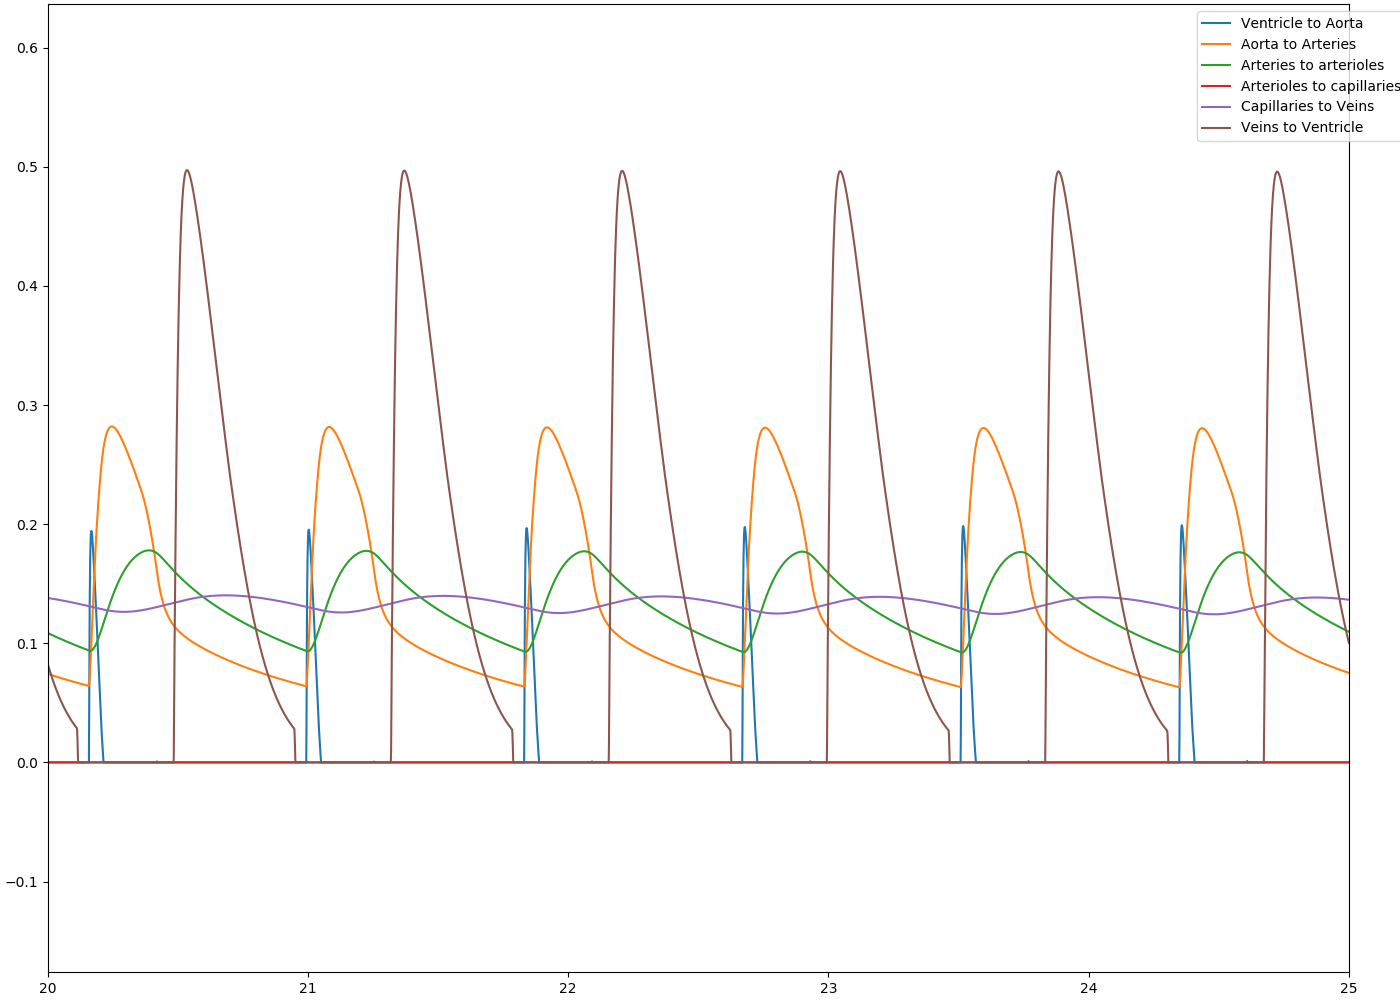 Ventricle to Aorta
Aorta to Arteries
Arteries to arterioles
Arterioles to capillaries
Capillaries to Veins
Veins to Ventricle
0.6
0.5
0.4
0.3
0.2
0.1
0.0
−0.1
20 21 22 23 24 25